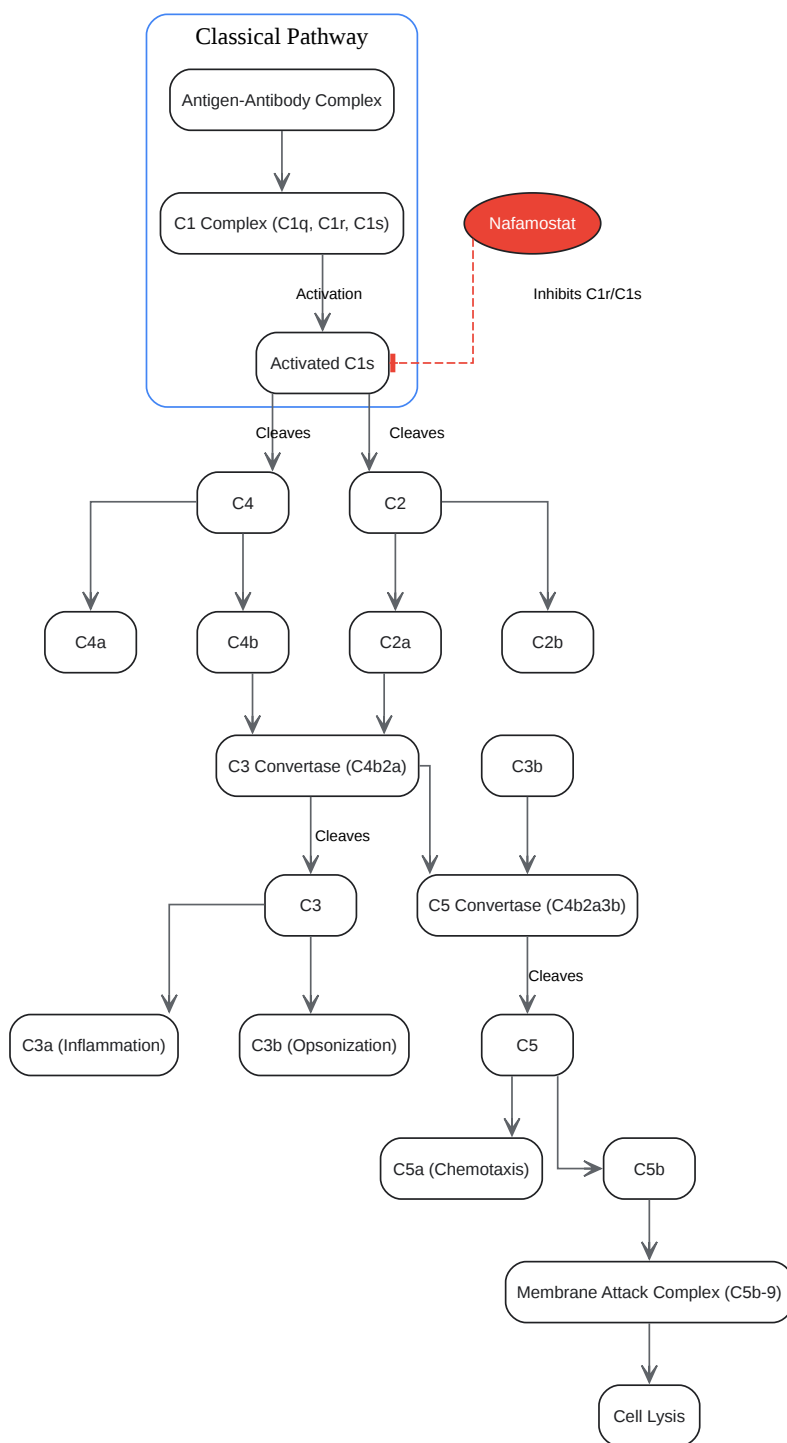 Classical Pathway
Antigen-Antibody Complex
C1 Complex (C1q, C1r, C1s)
Nafamostat
Activation
Inhibits C1r/C1s
Activated C1s
Cleaves
Cleaves
C4
C2
C4a
C4b
C2a
C2b
C3 Convertase (C4b2a)
C3b
Cleaves
C3
C5 Convertase (C4b2a3b)
Cleaves
C3a (Inflammation)
C3b (Opsonization)
C5
C5a (Chemotaxis)
C5b
Membrane Attack Complex (C5b-9)
Cell Lysis